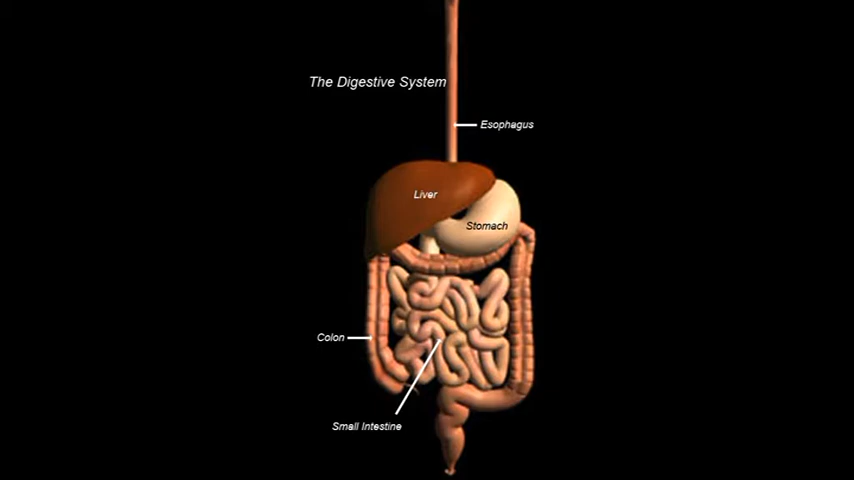 The Digestive System
Esophagus
Liver
Stomach
Colon
Small Intestine